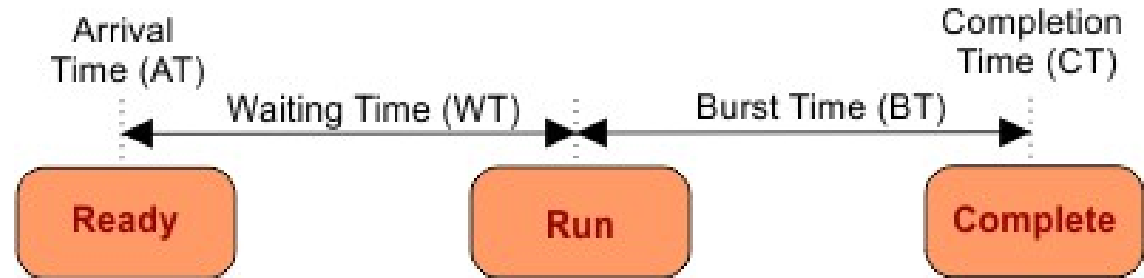 Arrival
Time (AT)
Completion
Time (CT)
Waiting Time (WT)
Burst Time (BT)
Ready
Run
Complete